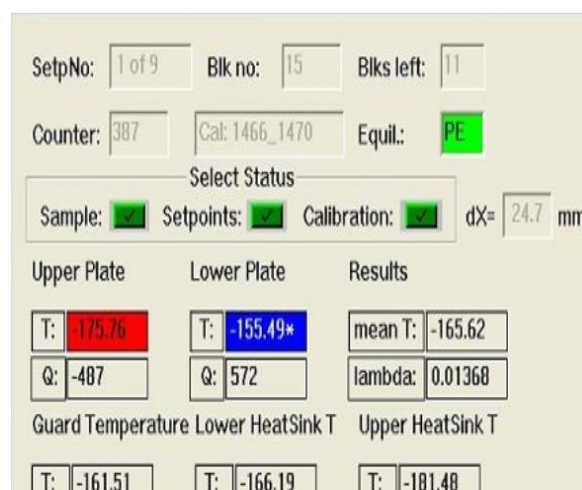 SetpNo: 1 of 9 Blk no: 15 Blks left: 11
Counter: 387 Cal: 1466_1470 Equil.: PE
Select Status
Sample: Setpoints: Calibration: dX= 24.7 mm
Upper Plate Lower Plate Results
T: -175.76 T: -155.49* mean T: -165.62
Q: -487 Q: 572 lambda: 0.01368
Guard Temperature Lower HeatSink T Upper HeatSink T
T: -161.51 T: -166.19 T: -181.48